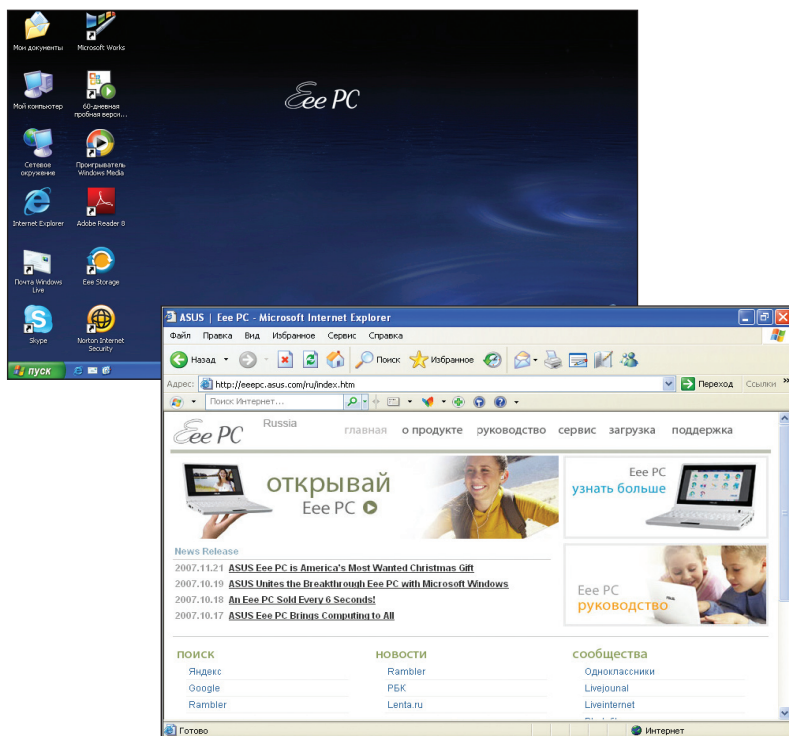 Мои документы
Microsoft Works
Мой компьютер
60-дневная
пробная верси...
Сетевое
окружение
Проигрыватель
Windows Media
Internet Explorer
Adobe Reader 8
Почта Windows
Live
Eee Storage
Skype
Norton Internet
Security
пуск
Eee PC
ASUS | Eee PC - Microsoft Internet Explorer
Файл Правка Вид Избранное Сервис Справка
Назад Поиск Избранное
Адрес: http://eeepc.asus.com/ru/index.htm Переход Ссылки »
Поиск Интернет...
Eee PC Russia главная о продукте руководство сервис загрузка поддержка
открывай
Eee PC
Eee PC
узнать больше
News Release
2007.11.21 ASUS Eee PC is America's Most Wanted Christmas Gift
2007.10.19 ASUS Unites the Breakthrough Eee PC with Microsoft Windows
2007.10.18 An Eee PC Sold Every 6 Seconds!
2007.10.17 ASUS Eee PC Brings Computing to All
Eee PC
руководство
поиск новости сообщества
Яндекс Rambler Одноклассники
Google РБК Livejounal
Rambler Lenta.ru Liveinternet
Готово Интернет